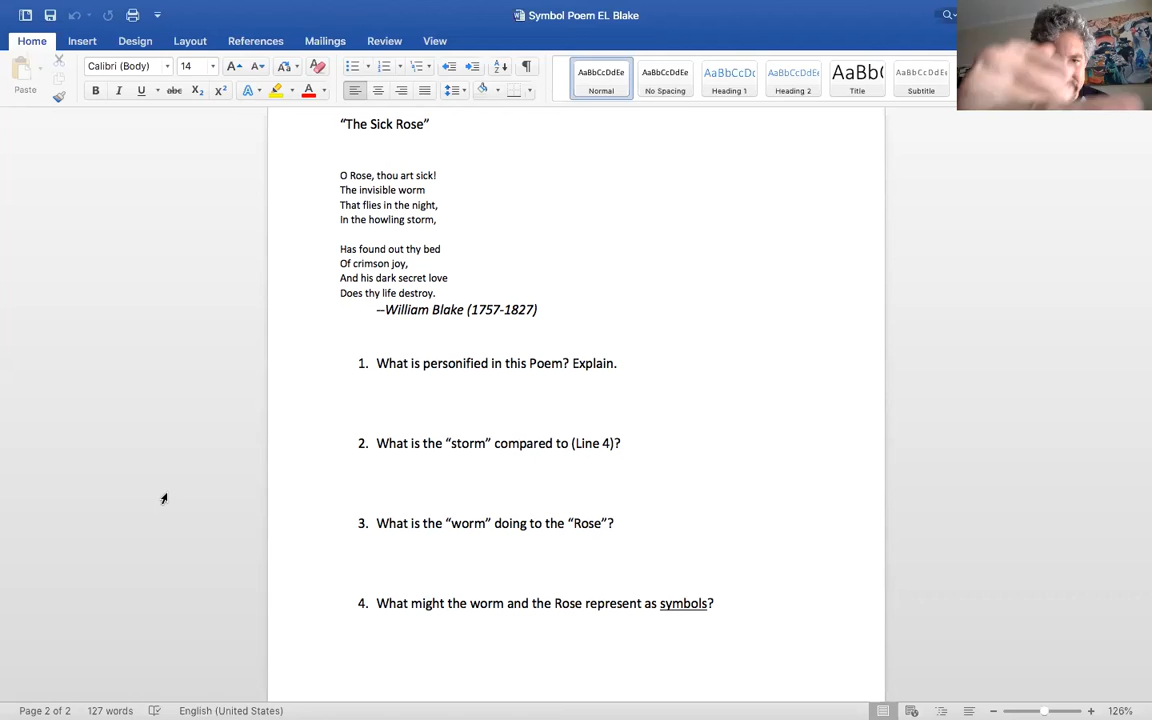 Symbol Poem EL Blake
Home Insert Design Layout References Mailings Review View
Paste
Calibri (Body) 14
AaBbCcDdEe AaBbCcDdEe AaBbCcDc AaBbCcDdEe AaBb( AaBbCcDdEe
Normal No Spacing Heading 1 Heading 2 Title Subtitle
“The Sick Rose”
O Rose, thou art sick!
The invisible worm
That flies in the night,
In the howling storm,
Has found out thy bed
Of crimson joy,
And his dark secret love
Does thy life destroy.
--William Blake (1757-1827)
1. What is personified in this Poem? Explain.
2. What is the “storm” compared to (Line 4)?
3. What is the “worm” doing to the “Rose”?
4. What might the worm and the Rose represent as symbols?
Page 2 of 2 127 words English (United States) 126%